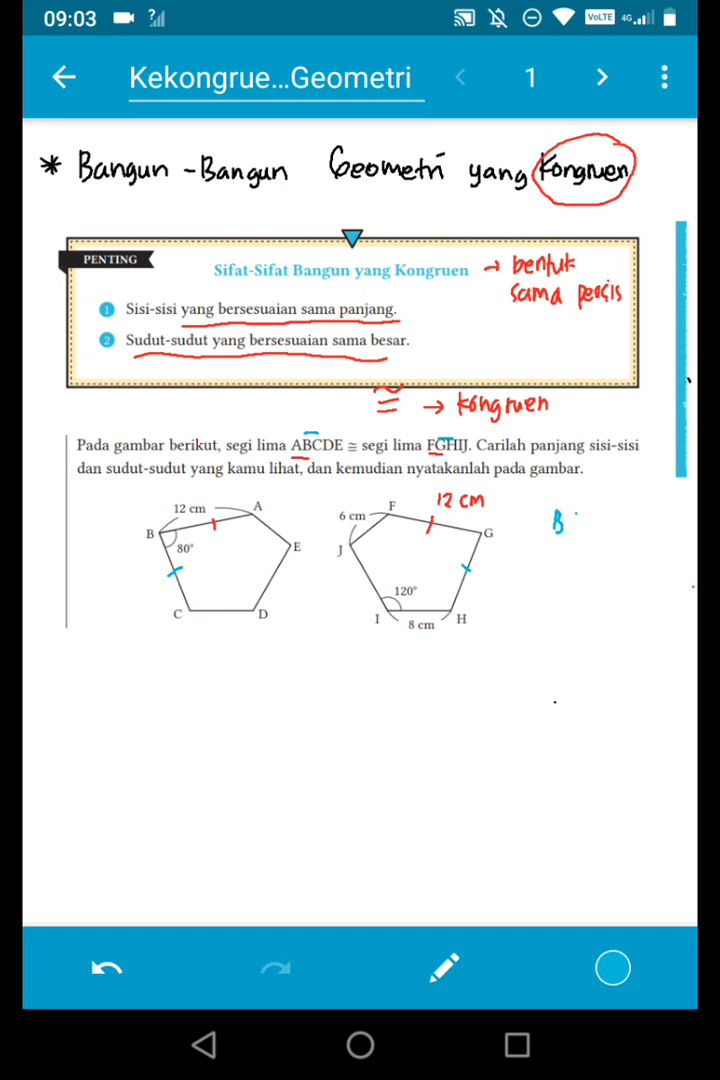 09:03 ? VoLTE 4G
Kekongrue...Geometri 1
* Bangun - Bangun Geometri yang Kongruen
PENTING
Sifat-Sifat Bangun yang Kongruen → bentuk
sama persis
1 Sisi-sisi yang bersesuaian sama panjang.
2 Sudut-sudut yang bersesuaian sama besar.
≅ → kongruen
Pada gambar berikut, segi lima ABCDE ≅ segi lima FGHIJ. Carilah panjang sisi-sisi
dan sudut-sudut yang kamu lihat, dan kemudian nyatakanlah pada gambar.
12 cm A
B
80°
E
C
D
6 cm F 12 cm
G
J
120°
I
8 cm
H
B